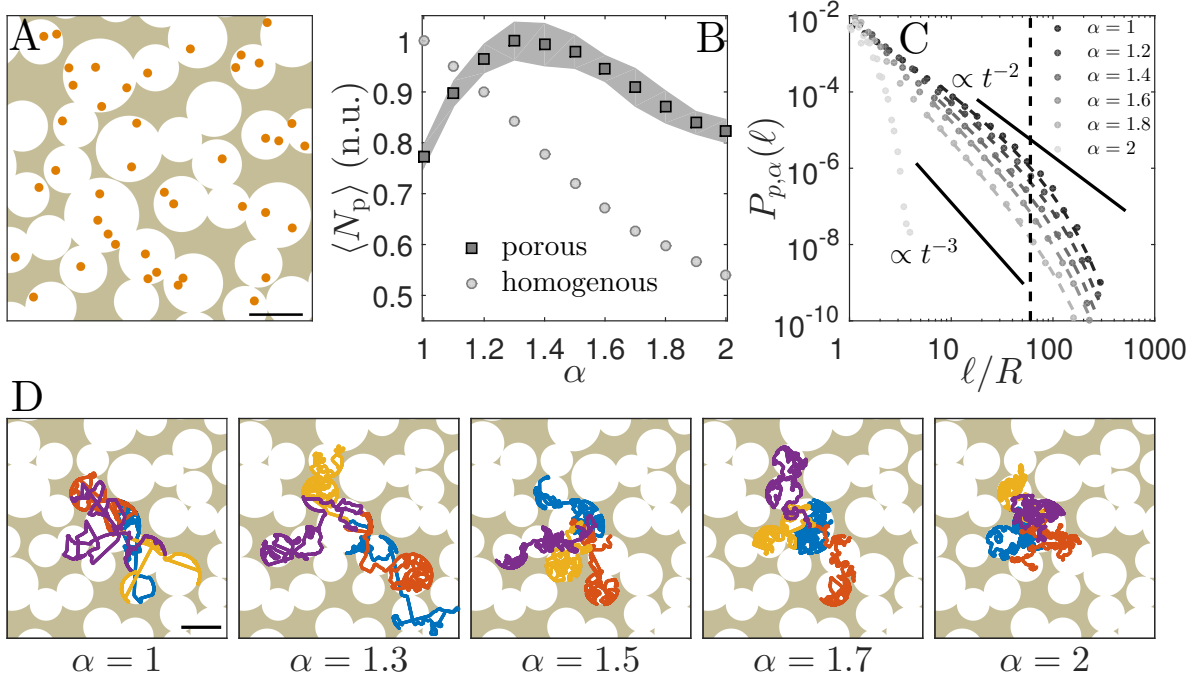 A
B
⟨Nₚ⟩ (n.u.)
1
0.9
0.8
0.7
0.6
0.5
porous
homogenous
1
1.2
1.4
1.6
1.8
2
α
C
P_{p,α}(ℓ)
10⁻²
10⁻⁴
10⁻⁶
10⁻⁸
10⁻¹⁰
∝ t⁻²
∝ t⁻³
α = 1
α = 1.2
α = 1.4
α = 1.6
α = 1.8
α = 2
1
10
100
1000
ℓ/R
D
α = 1
α = 1.3
α = 1.5
α = 1.7
α = 2